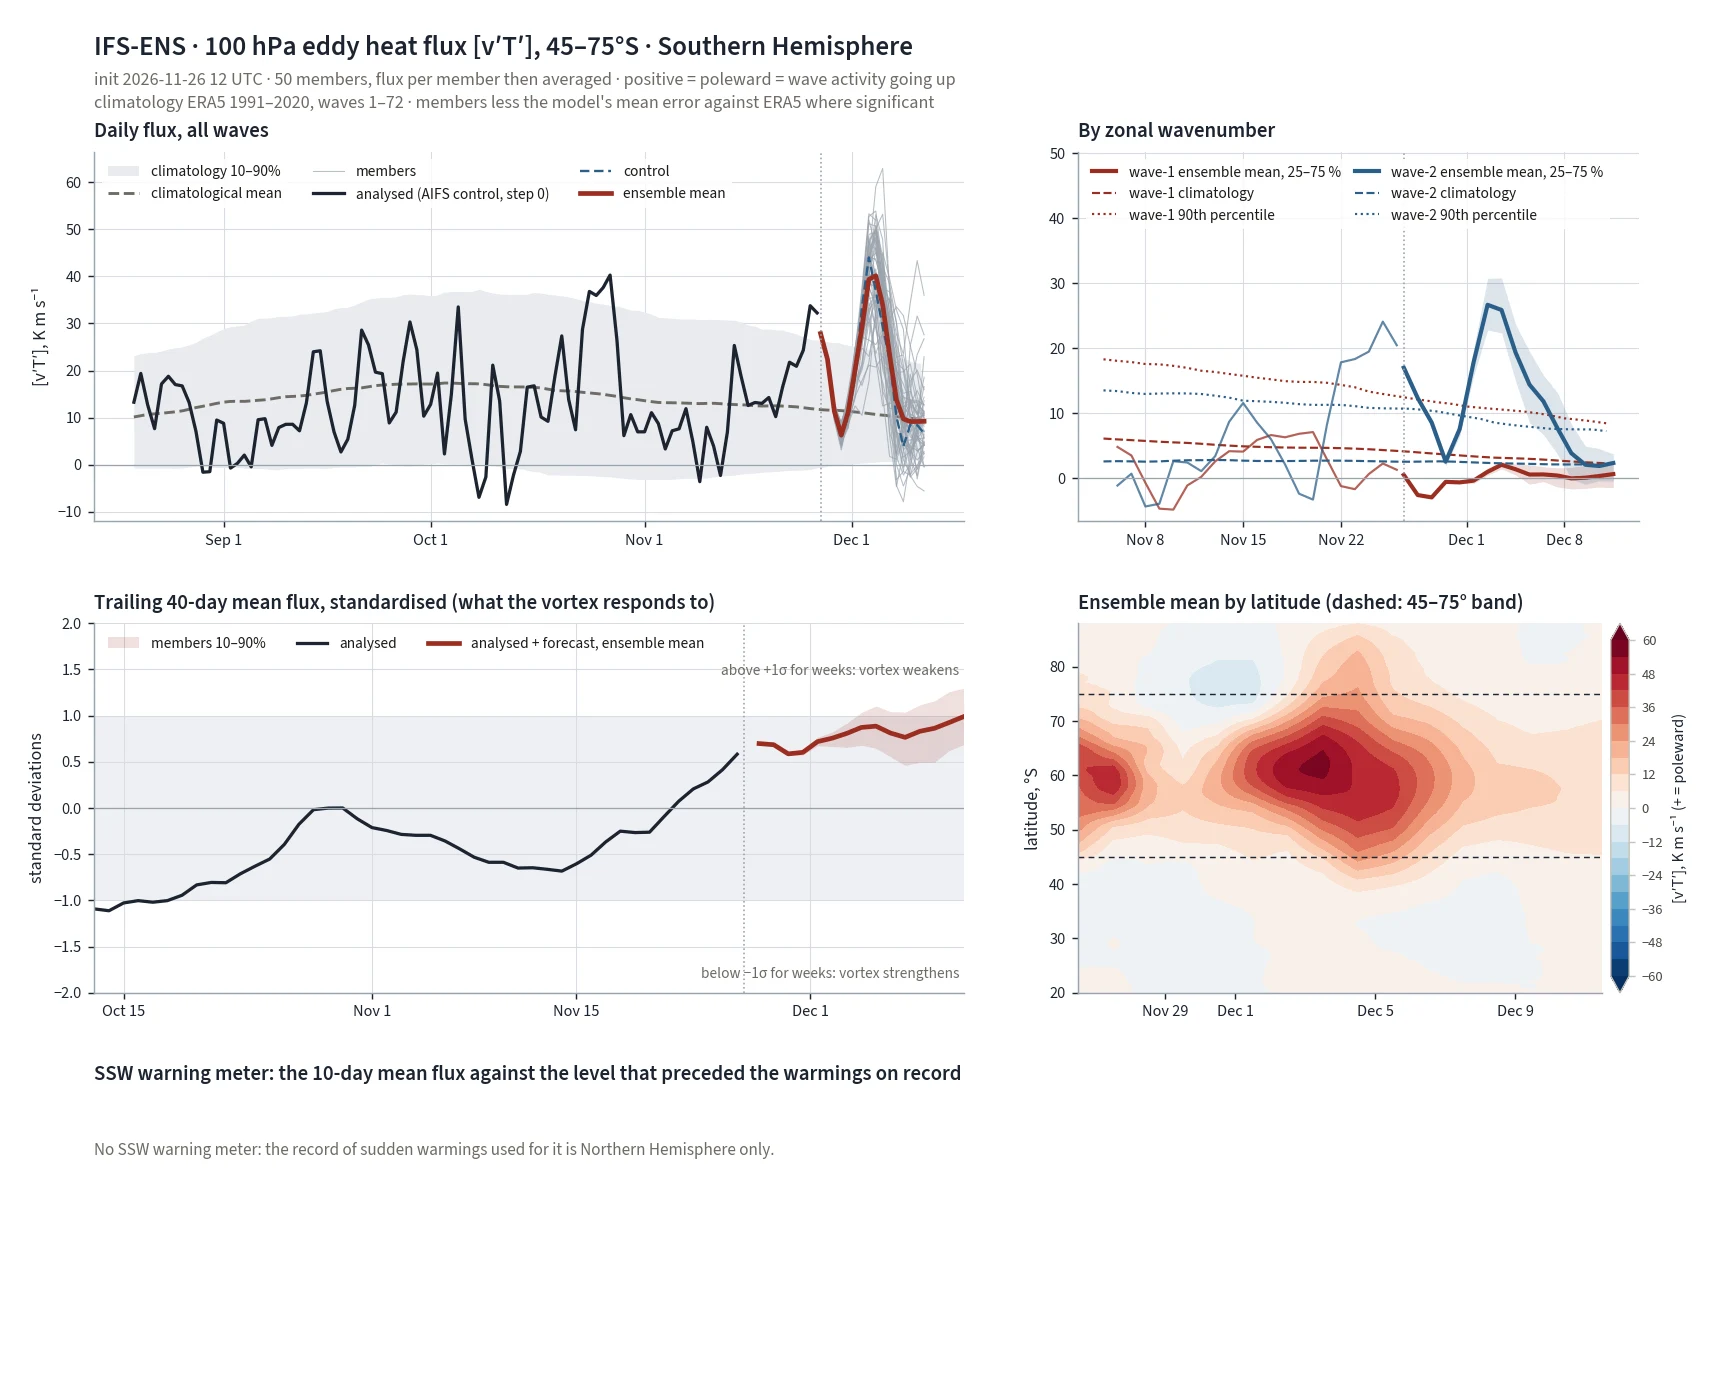 IFS-ENS · 100 hPa eddy heat flux [v′T′], 45–75°S · Southern Hemisphere
init 2026-11-26 12 UTC · 50 members, flux per member then averaged · positive = poleward = wave activity going up
climatology ERA5 1991–2020, waves 1–72 · members less the model's mean error against ERA5 where significant
Daily flux, all waves
climatology 10–90%
members
control
climatological mean
analysed (AIFS control, step 0)
ensemble mean
[v′T′], K m s⁻¹
60
50
40
30
20
10
0
−10
Sep 1
Oct 1
Nov 1
Dec 1
By zonal wavenumber
wave-1 ensemble mean, 25–75 %
wave-2 ensemble mean, 25–75 %
wave-1 climatology
wave-2 climatology
wave-1 90th percentile
wave-2 90th percentile
50
40
30
20
10
0
Nov 8
Nov 15
Nov 22
Dec 1
Dec 8
Trailing 40-day mean flux, standardised (what the vortex responds to)
members 10–90%
analysed
analysed + forecast, ensemble mean
above +1σ for weeks: vortex weakens
below −1σ for weeks: vortex strengthens
standard deviations
2.0
1.5
1.0
0.5
0.0
−0.5
−1.0
−1.5
−2.0
Oct 15
Nov 1
Nov 15
Dec 1
Ensemble mean by latitude (dashed: 45–75° band)
latitude, °S
80
70
60
50
40
30
20
Nov 29
Dec 1
Dec 5
Dec 9
60
48
36
24
12
0
−12
−24
−36
−48
−60
[v′T′], K m s⁻¹ (+ = poleward)
SSW warning meter: the 10-day mean flux against the level that preceded the warmings on record
No SSW warning meter: the record of sudden warmings used for it is Northern Hemisphere only.